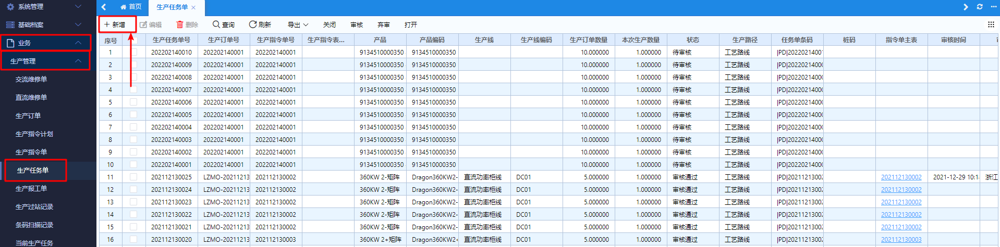 系统管理
基础档案
业务
生产管理
交流维修单
直流维修单
生产订单
生产指令计划
生产指令单
生产任务单
生产报工单
生产过站记录
条码扫描记录
当前生产任务
首页 生产任务单
新增 编辑 删除 查询 刷新 导出 关闭 审核 弃审 打开
序号 生产任务单号 生产订单号 生产指令单号 生产指令表... 产品 产品编码 生产线 生产线编码 生产订单数量 本次生产数量 状态 生产路径 任务单条码 桩码 指令单主表 审核时间
1 202202140010 202202140001 202202140001 9134510000350 9134510000350 10.000000 1.000000 待审核 工艺路线 |PD|202202140010
2 202202140009 202202140001 202202140001 9134510000350 9134510000350 10.000000 1.000000 待审核 工艺路线 |PD|20220214000
3 202202140008 202202140001 202202140001 9134510000350 9134510000350 10.000000 1.000000 待审核 工艺路线 |PD|20220214000
4 202202140007 202202140001 202202140001 9134510000350 9134510000350 10.000000 1.000000 待审核 工艺路线 |PD|20220214000
5 202202140006 202202140001 202202140001 9134510000350 9134510000350 10.000000 1.000000 待审核 工艺路线 |PD|20220214000
6 202202140005 202202140001 202202140001 9134510000350 9134510000350 10.000000 1.000000 待审核 工艺路线 |PD|20220214000
7 202202140004 202202140001 202202140001 9134510000350 9134510000350 10.000000 1.000000 待审核 工艺路线 |PD|20220214000
8 202202140003 202202140001 202202140001 9134510000350 9134510000350 10.000000 1.000000 待审核 工艺路线 |PD|20220214000
9 202202140002 202202140001 202202140001 9134510000350 9134510000350 10.000000 1.000000 待审核 工艺路线 |PD|20220214000
10 202202140001 202202140001 202202140001 9134510000350 9134510000350 10.000000 1.000000 待审核 工艺路线 |PD|20220214000
11 202112130025 LZMO-20211213 202112130002 360KW 2-矩阵 Dragon360KW2- 直流功率柜线 DC01 5.000000 1.000000 审核通过 工艺路线 |PD|202112130002 202112130002 2021-12-29 10:1 浙江
12 202112130024 LZMO-20211213 202112130002 360KW 2-矩阵 Dragon360KW2- 直流功率柜线 DC01 5.000000 1.000000 审核通过 工艺路线 |PD|202112130002 202112130002
13 202112130023 LZMO-20211213 202112130002 360KW 2-矩阵 Dragon360KW2- 直流功率柜线 DC01 5.000000 1.000000 审核通过 工艺路线 |PD|202112130002 202112130002
14 202112130022 LZMO-20211213 202112130002 360KW 2-矩阵 Dragon360KW2- 直流功率柜线 DC01 5.000000 1.000000 审核通过 工艺路线 |PD|202112130002 202112130002
15 202112130021 LZMO-20211213 202112130002 360KW 2-矩阵 Dragon360KW2- 直流功率柜线 DC01 5.000000 1.000000 审核通过 工艺路线 |PD|202112130002 202112130002
16 202112130020 LZMO-20211213 202112130003 360KW 2+矩阵 Dragon360KW2+ 直流功率柜线 DC01 5.000000 1.000000 审核通过 工艺路线 |PD|202112130003 202112130003